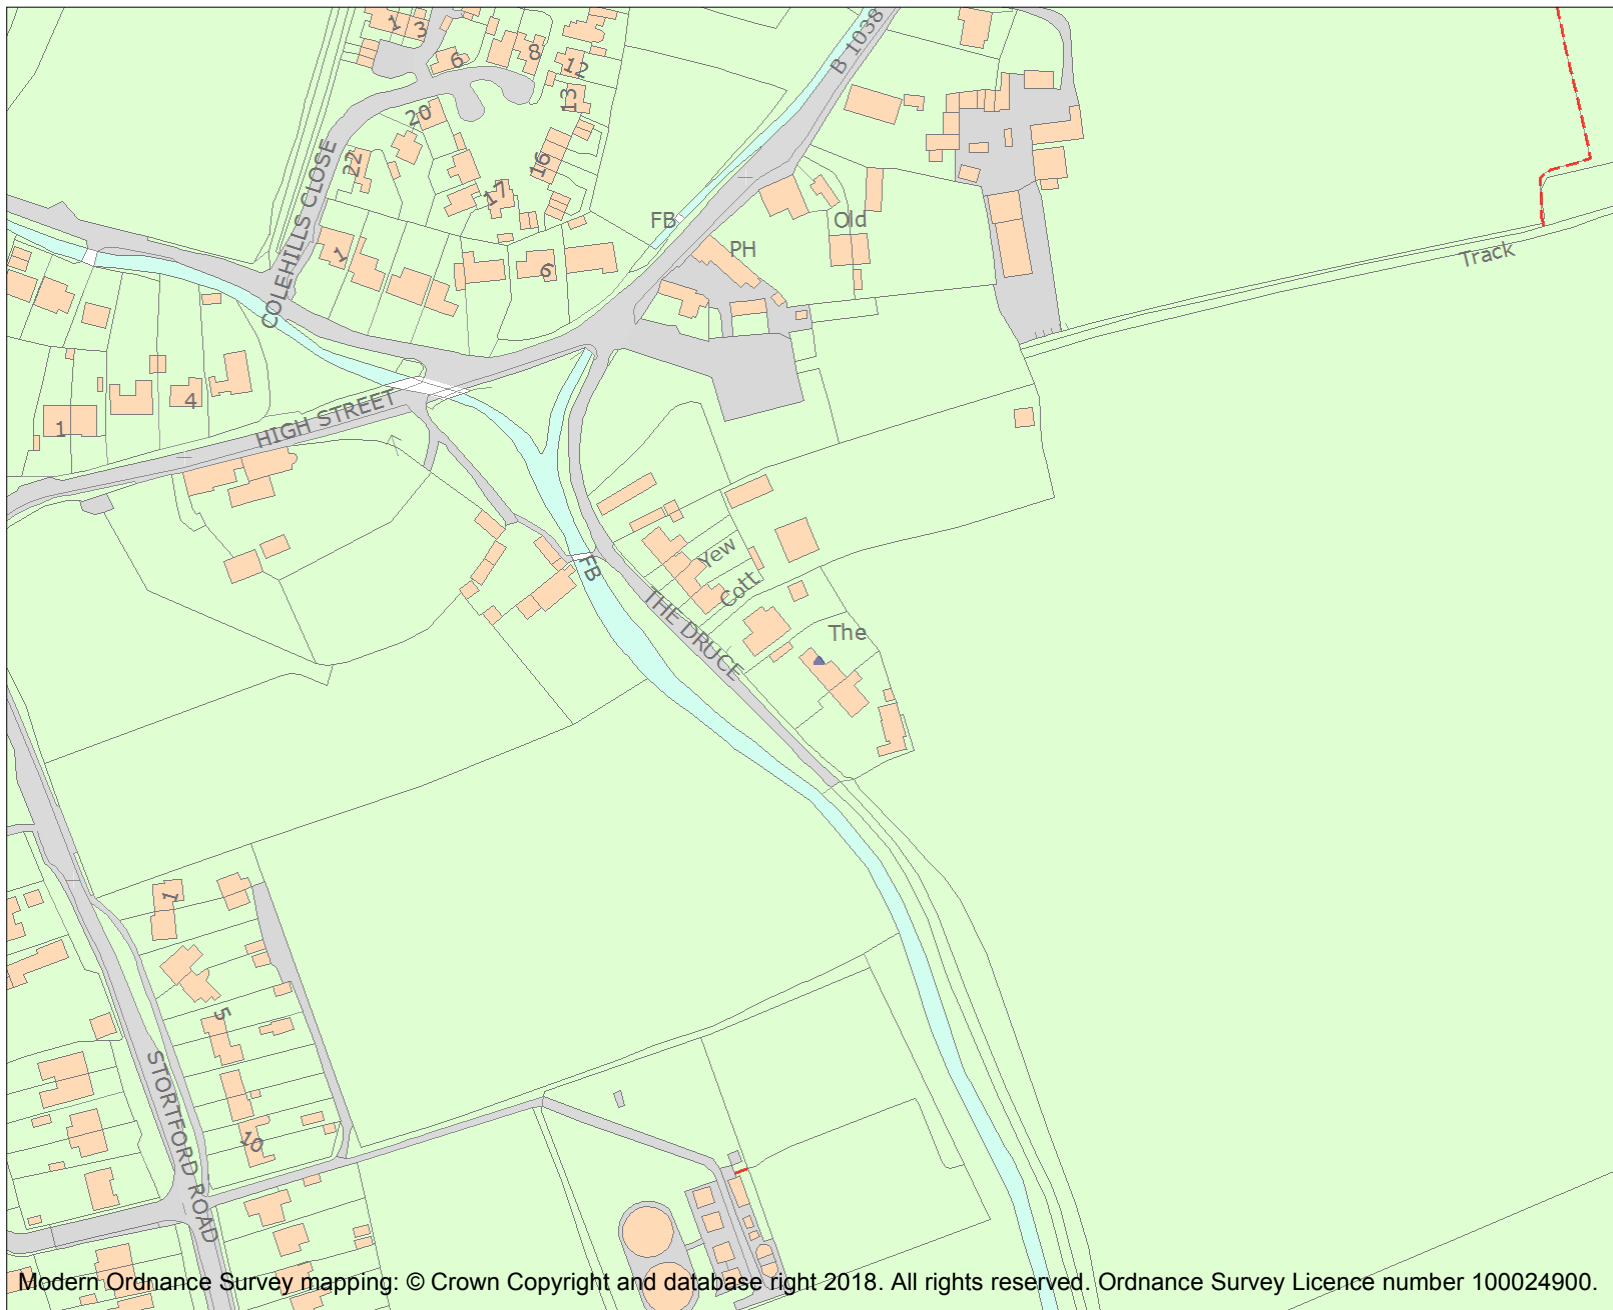 1
3
6
8
12
13
20
22
16
17
B 1038
COLEHILLS CLOSE
FB
Old
PH
1
6
Track
4
1
HIGH STREET
FB
Yew
Cott
THE DRUCE
The
1
5
10
STORTFORD ROAD
Modern Ordnance Survey mapping: © Crown Copyright and database right 2018. All rights reserved. Ordnance Survey Licence number 100024900.